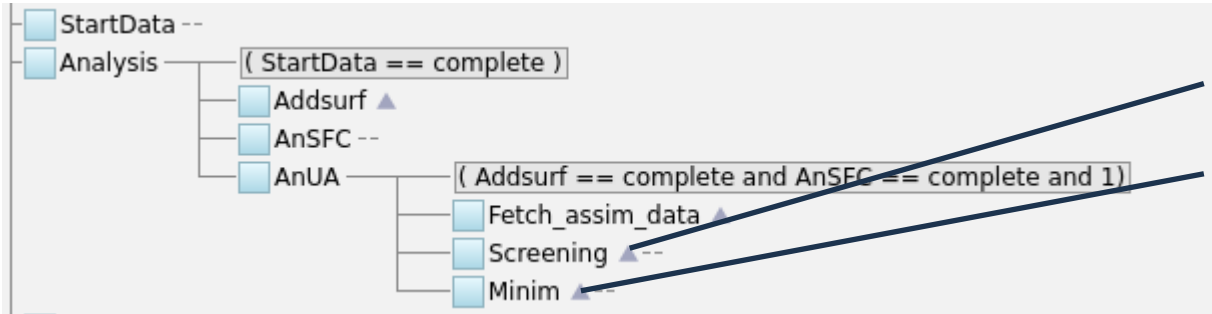 StartData --
Analysis
( StartData == complete )
Addsurf
AnSFC --
AnUA
( Addsurf == complete and AnSFC == complete and 1)
Fetch_assim_data
Screening --
Minim --